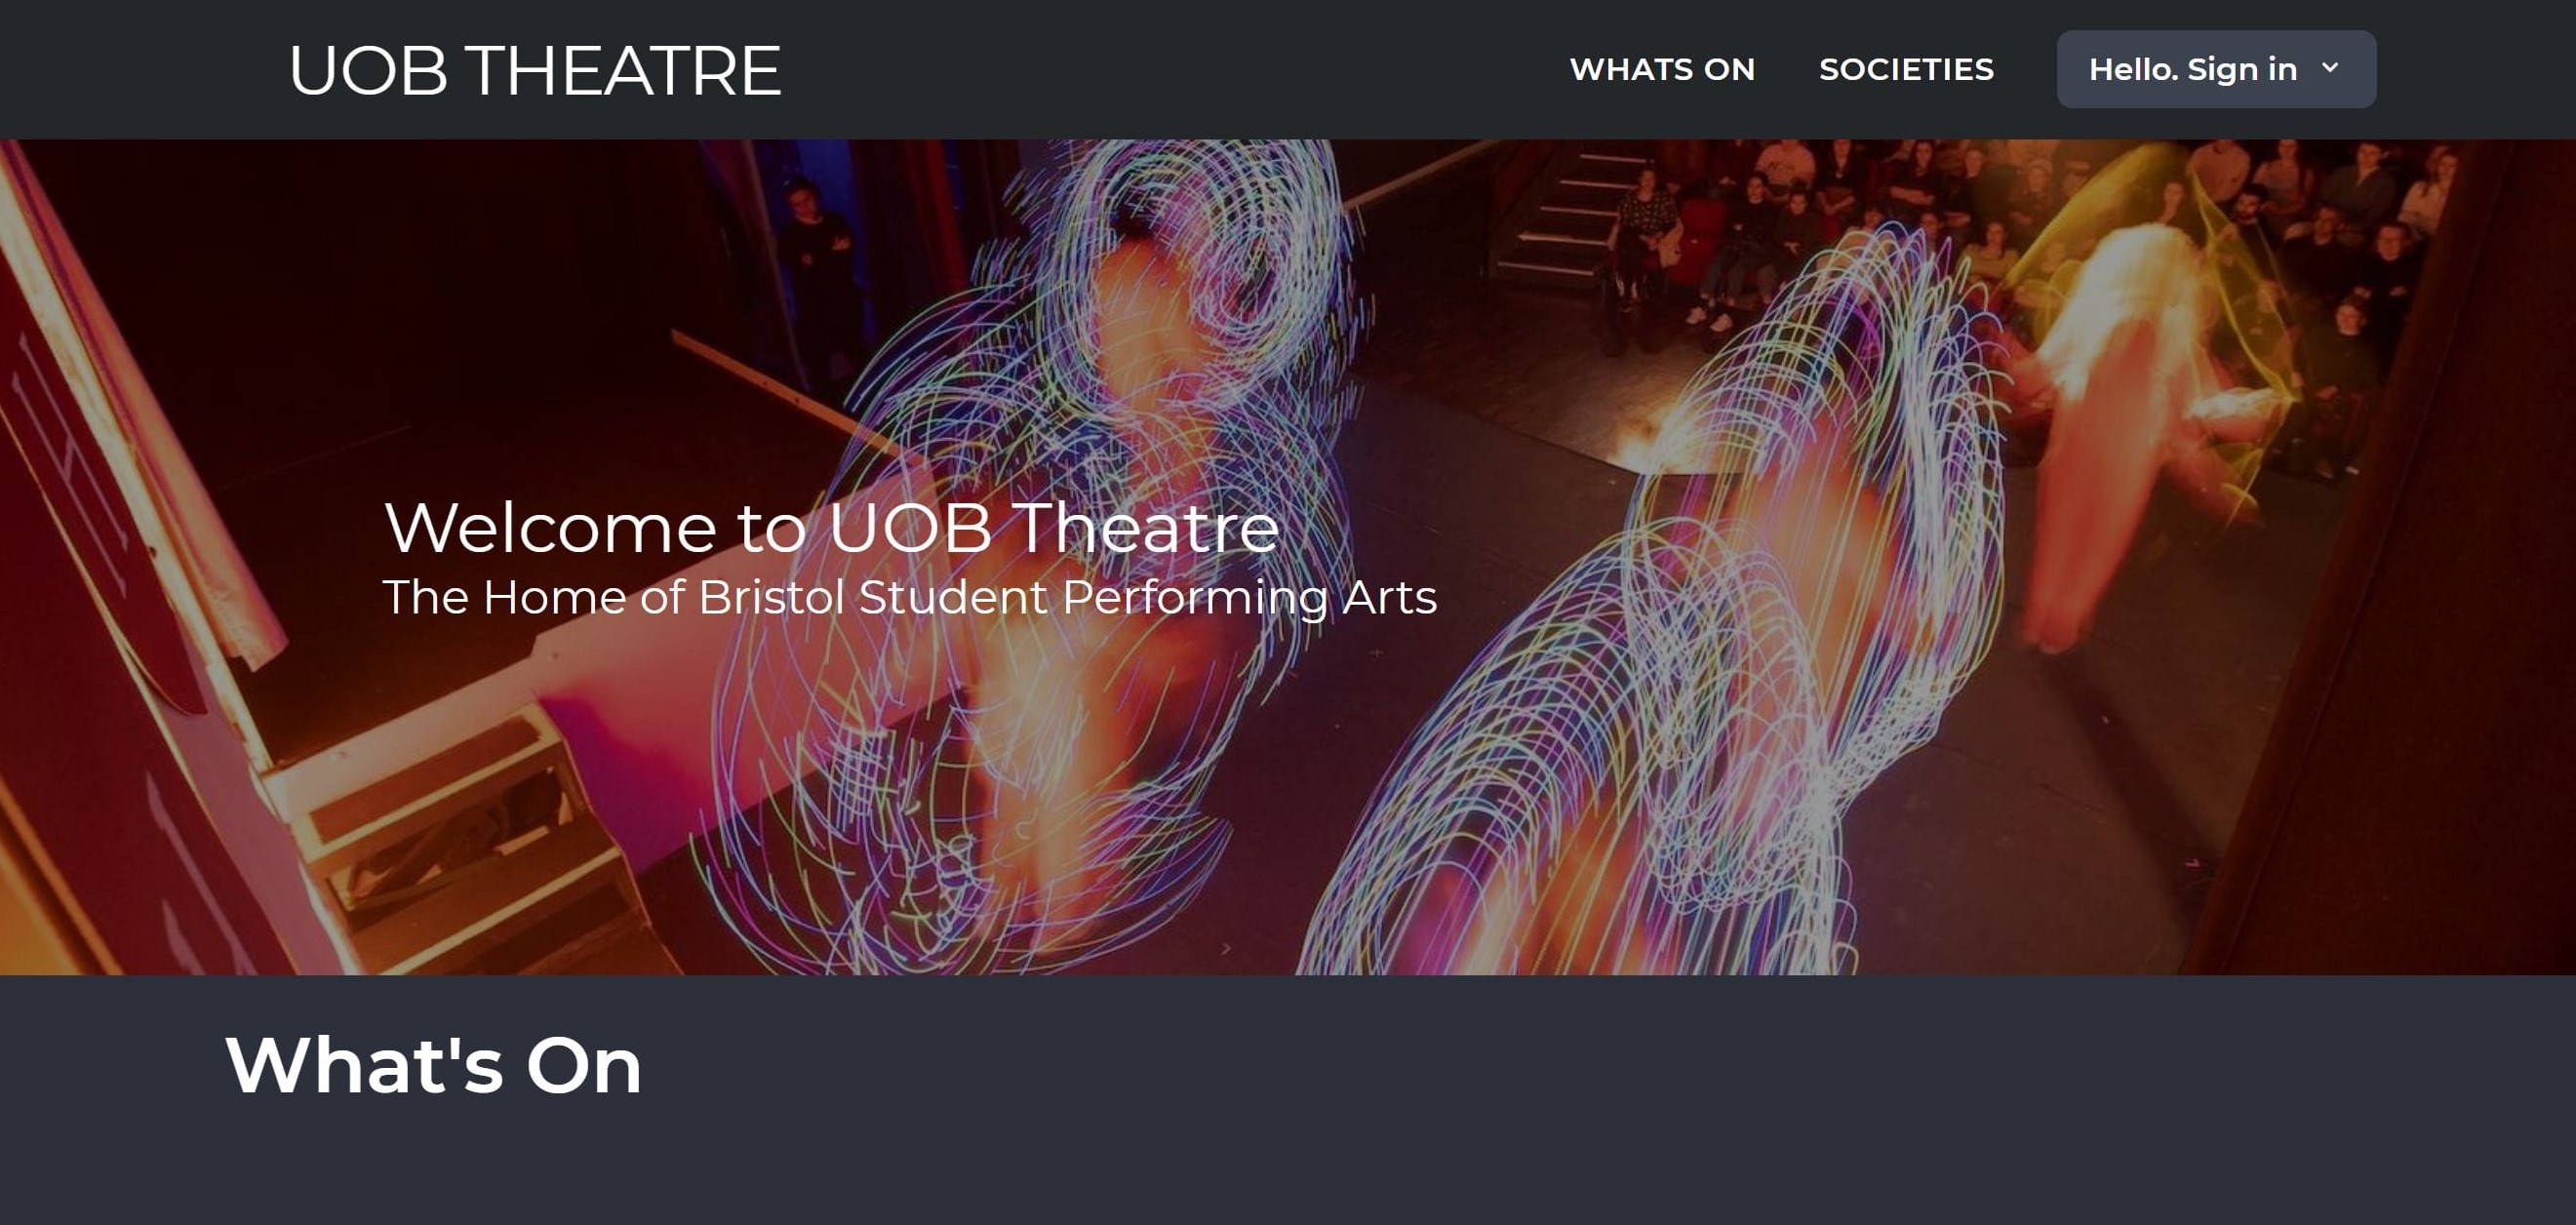 UOB THEATRE
WHATS ON
SOCIETIES
Hello. Sign in
Welcome to UOB Theatre
The Home of Bristol Student Performing Arts
What's On